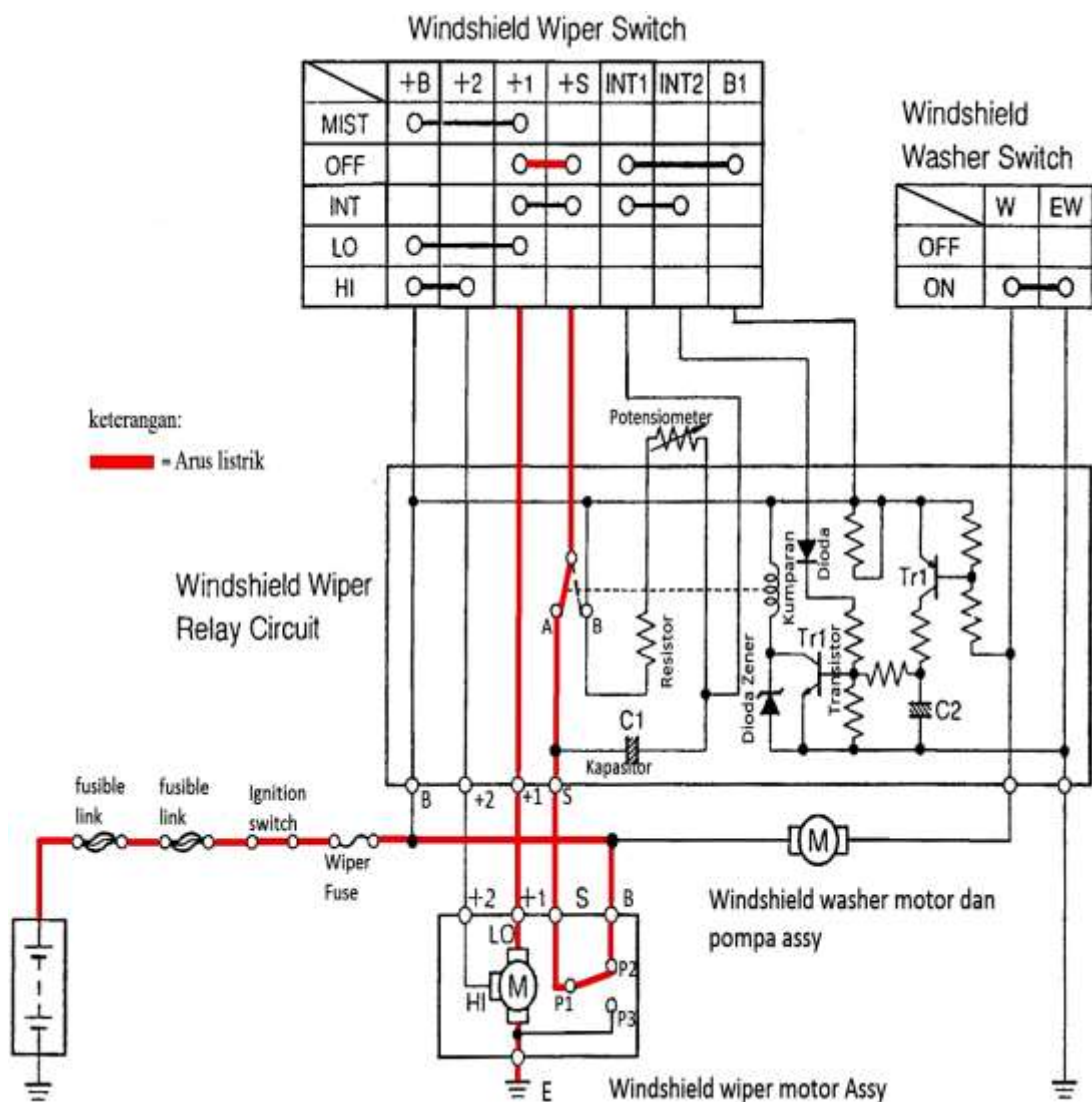 Windshield Wiper Switch
+B +2 +1 +S INT1 INT2 B1
MIST
OFF
INT
LO
HI
Windshield
Washer Switch
W EW
OFF
ON
keterangan:
= Arus listrik
Potensiometer
Windshield Wiper
Relay Circuit
A B
Resistor
Kumparan
Dioda
Tr1
Tr1
Transistor
Dioda Zener
C1
Kapasitor
C2
B +2 +1 S
fusible
link
fusible
link
Ignition
switch
Wiper
Fuse
M
+2 +1 S B
LO
HI
M
P1
P2
P3
E
Windshield washer motor dan
pompa assy
Windshield wiper motor Assy